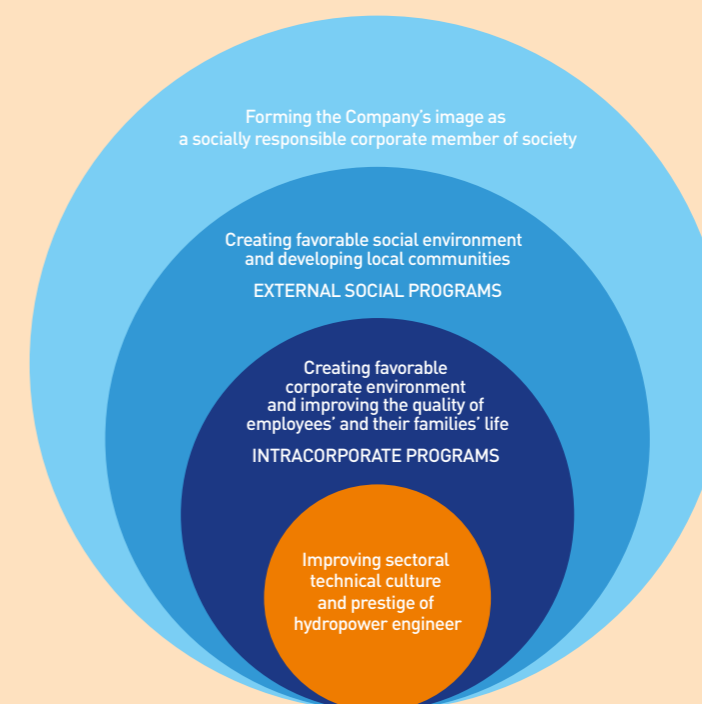 Forming the Company’s image as
a socially responsible corporate member of society
Creating favorable social environment
and developing local communities
EXTERNAL SOCIAL PROGRAMS
Creating favorable
corporate environment
and improving the quality of
employees’ and their families’ life
INTRACORPORATE PROGRAMS
Improving sectoral
technical culture
and prestige of
hydropower engineer